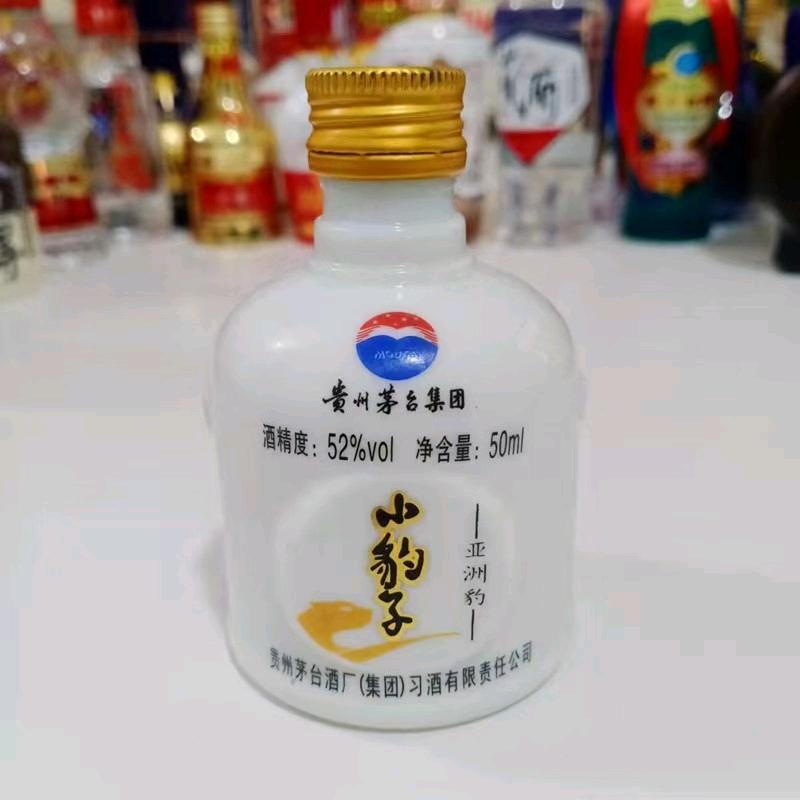 MOUTAI
贵州茅台集团
酒精度: 52%vol 净含量: 50ml
小豹子
亚洲豹
贵州茅台酒厂(集团)习酒有限责任公司